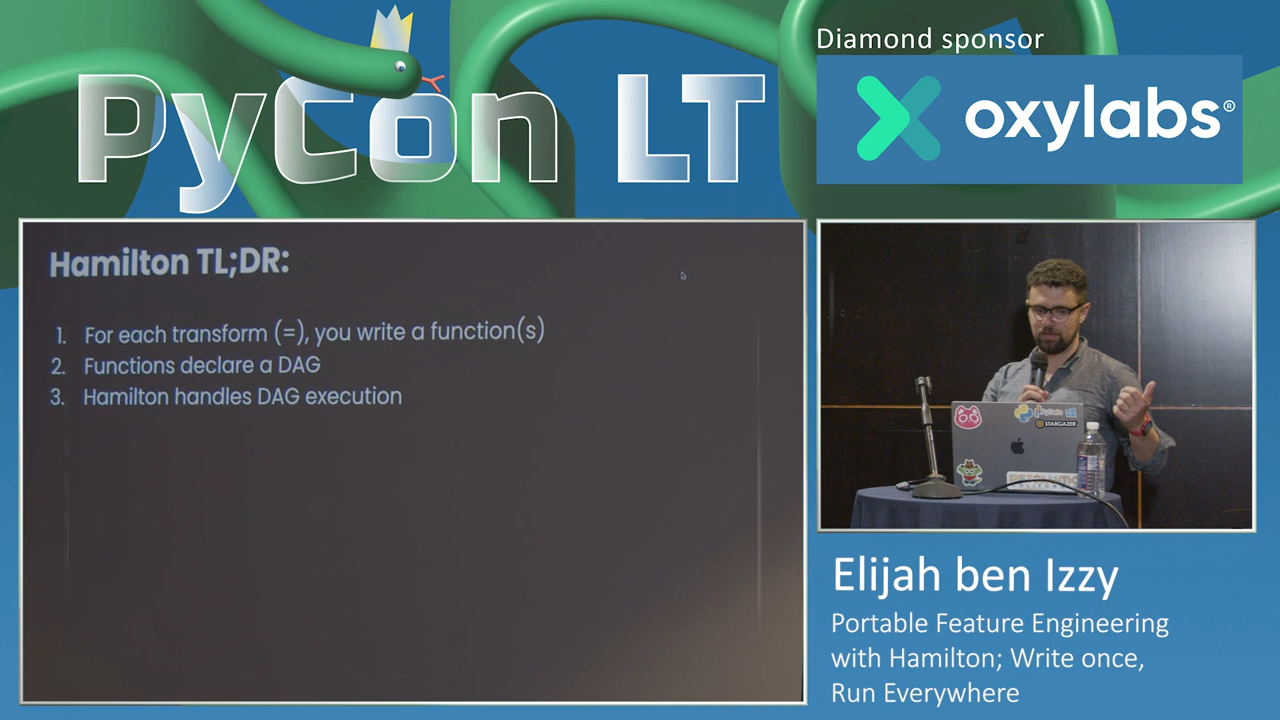 PyCon LT
Diamond sponsor
oxylabs®
Hamilton TL;DR:
1. For each transform (=), you write a function(s)
2. Functions declare a DAG
3. Hamilton handles DAG execution
STARGAZER
Elijah ben Izzy
Portable Feature Engineering
with Hamilton; Write once,
Run Everywhere